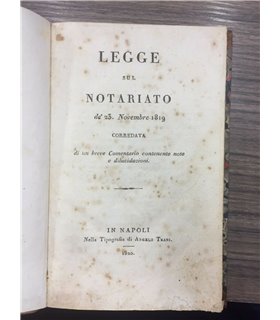 LEGGE
SUL
NOTARIATO
de' 23. Novembre 1819
CORREDATA
di un breve Comentario contenente note
e dilucidazioni.
IN NAPOLI
Nella Tipografia di ANGELO TRANI.
1820.